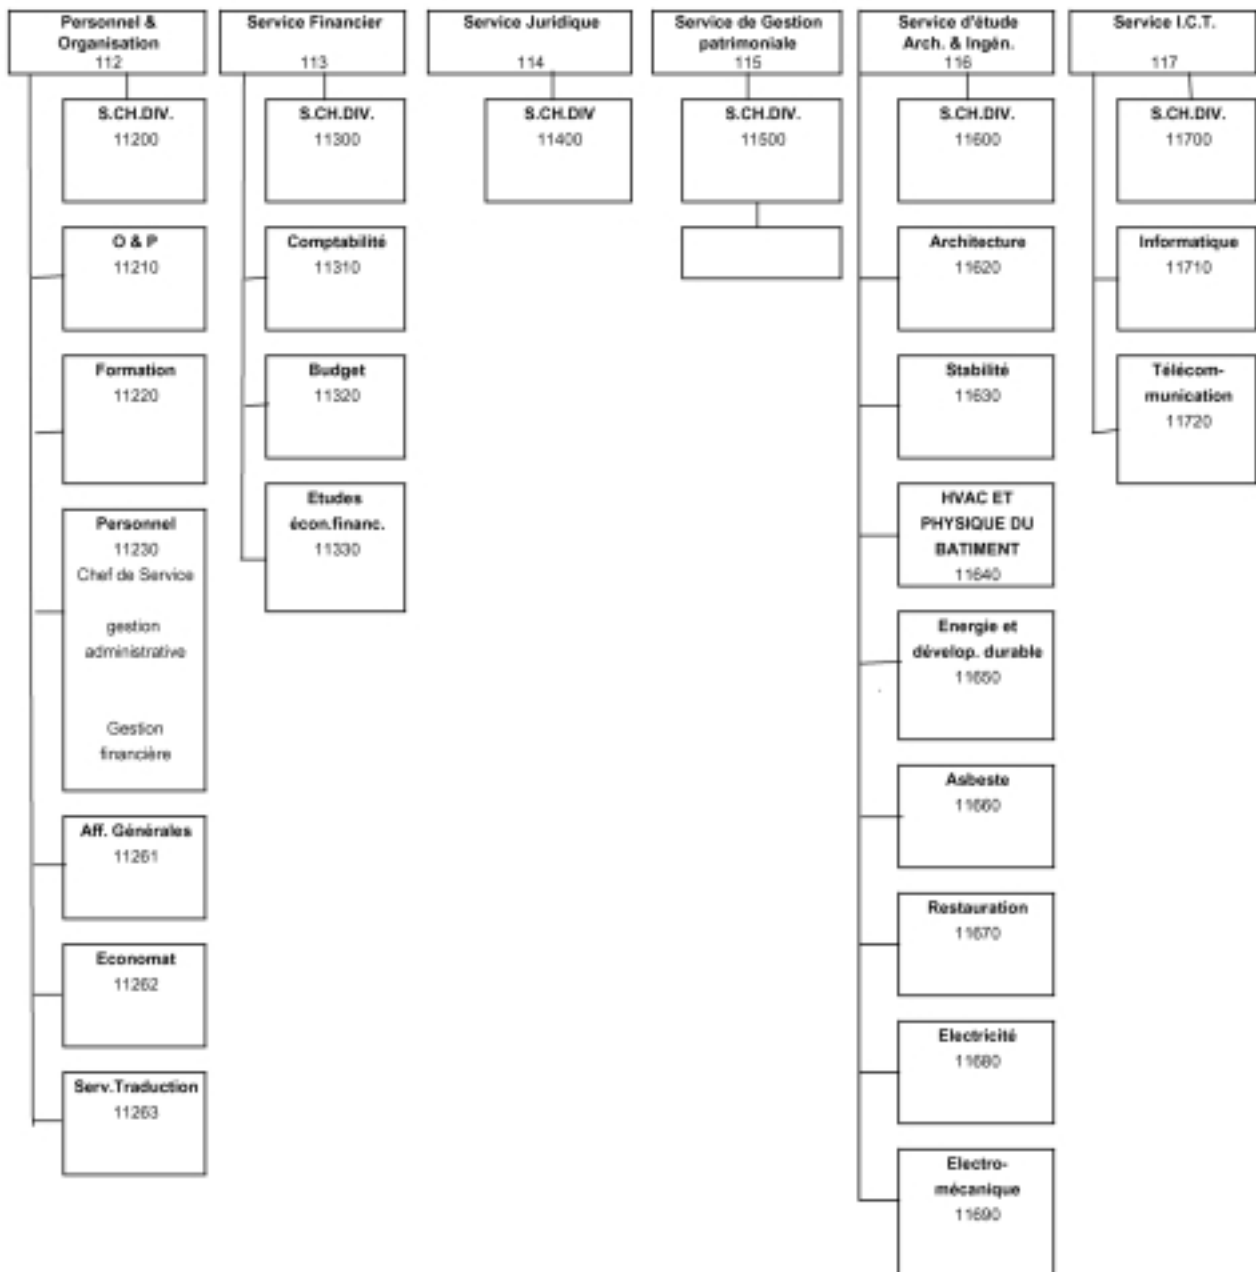 Personnel &
Organisation
112
S.CH.DIV.
11200
O & P
11210
Formation
11220
Personnel
11230
Chef de Service
gestion
administrative
Gestion
financière
Aff. Générales
11261
Economat
11262
Serv.Traduction
11263
Service Financier
113
S.CH.DIV.
11300
Comptabilité
11310
Budget
11320
Etudes
écon.financ.
11330
Service Juridique
114
S.CH.DIV
11400
Service de Gestion
patrimoniale
115
S.CH.DIV.
11500
Service d'étude
Arch. & Ingén.
116
S.CH.DIV.
11600
Architecture
11620
Stabilité
11630
HVAC ET
PHYSIQUE DU
BATIMENT
11640
Energie et
dévelop. durable
11650
Asbeste
11660
Restauration
11670
Electricité
11680
Electro-
mécanique
11690
Service I.C.T.
117
S.CH.DIV.
11700
Informatique
11710
Télécom-
munication
11720